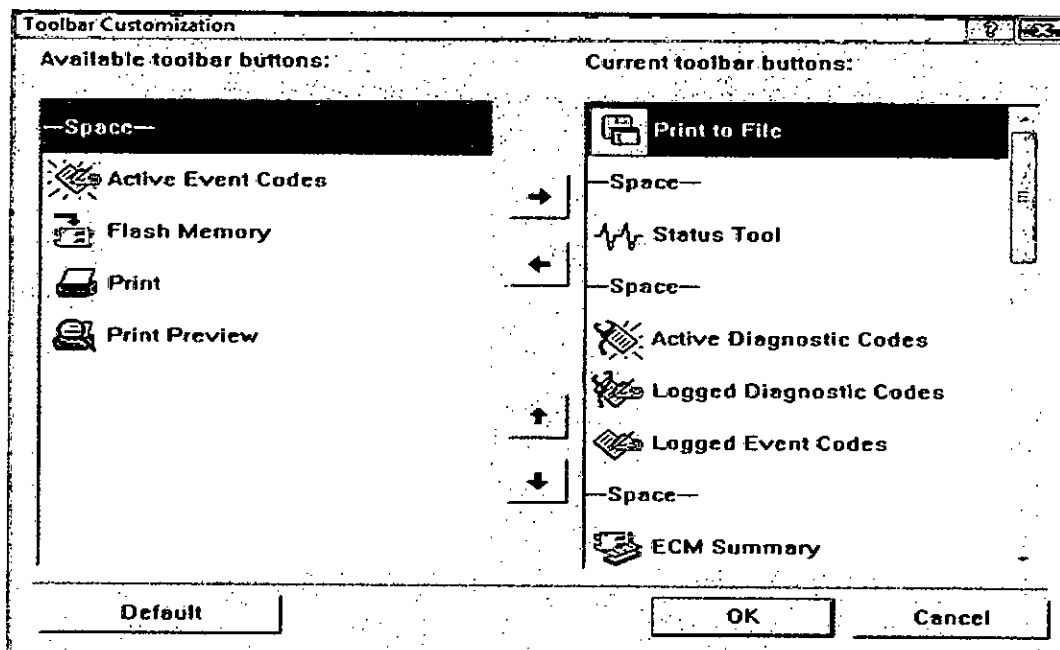 Toolbar Customization
?
Available toolbar buttons:
—Space—
Active Event Codes
Flash Memory
Print
Print Preview
Current toolbar buttons:
Print to File
—Space—
Status Tool
—Space—
Active Diagnostic Codes
Logged Diagnostic Codes
Logged Event Codes
—Space—
ECM Summary
Default
OK
Cancel